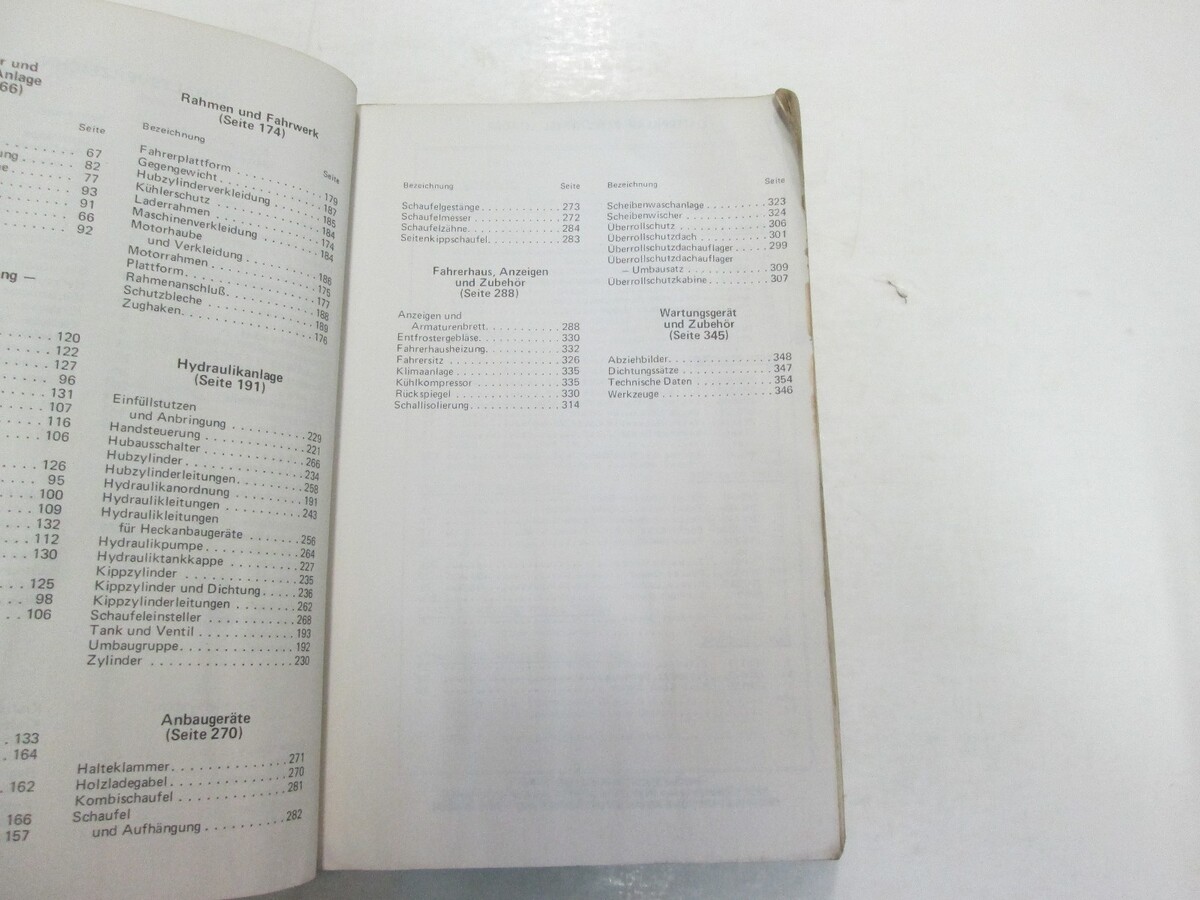 r und
Anlage
66)
Seite
67
ung 82
e 77
93
91
66
92
ng —
120
122
127
96
131
107
116
106
126
95
100
109
132
112
130
125
98
106
133
164
162
166
157
Rahmen und Fahrwerk
(Seite 174)
Bezeichnung Seite
Fahrerplattform 179
Gegengewicht 187
Hubzylinderverkleidung 185
Kühlerschutz 184
Laderrahmen 174
Maschinenverkleidung 184
Motorhaube
und Verkleidung 186
Motorrahmen 175
Plattform 177
Rahmenanschluß 188
Schutzbleche 189
Zughaken 176
Hydraulikanlage
(Seite 191)
Einfüllstutzen
und Anbringung 229
Handsteuerung 221
Hubausschalter 266
Hubzylinder 234
Hubzylinderleitungen 258
Hydraulikanordnung 191
Hydraulikleitungen 243
Hydraulikleitungen
für Heckanbaugeräte 256
Hydraulikpumpe 264
Hydrauliktankkappe 227
Kippzylinder 235
Kippzylinder und Dichtung 236
Kippzylinderleitungen 262
Schaufeleinsteller 268
Tank und Ventil 193
Umbaugruppe 192
Zylinder 230
Anbaugeräte
(Seite 270)
Halteklammer 271
Holzladegabel 270
Kombischaufel 281
Schaufel
und Aufhängung 282
Bezeichnung Seite
Schaufelgestänge 273
Schaufelmesser 272
Schaufelzähne 284
Seitenkippschaufel 283
Fahrerhaus, Anzeigen
und Zubehör
(Seite 288)
Anzeigen und
Armaturenbrett 288
Entfrostergebläse 330
Fahrerhausheizung 332
Fahrersitz 326
Klimaanlage 335
Kühlkompressor 335
Rückspiegel 330
Schallisolierung 314
Bezeichnung Seite
Scheibenwaschanlage 323
Scheibenwischer 324
Überrollschutz 306
Überrollschutzdach 301
Überrollschutzdachauflager 299
Überrollschutzdachauflager
— Umbausatz 309
Überrollschutzkabine 307
Wartungsgerät
und Zubehör
(Seite 345)
Abziehbilder 348
Dichtungssätze 347
Technische Daten 354
Werkzeuge 346